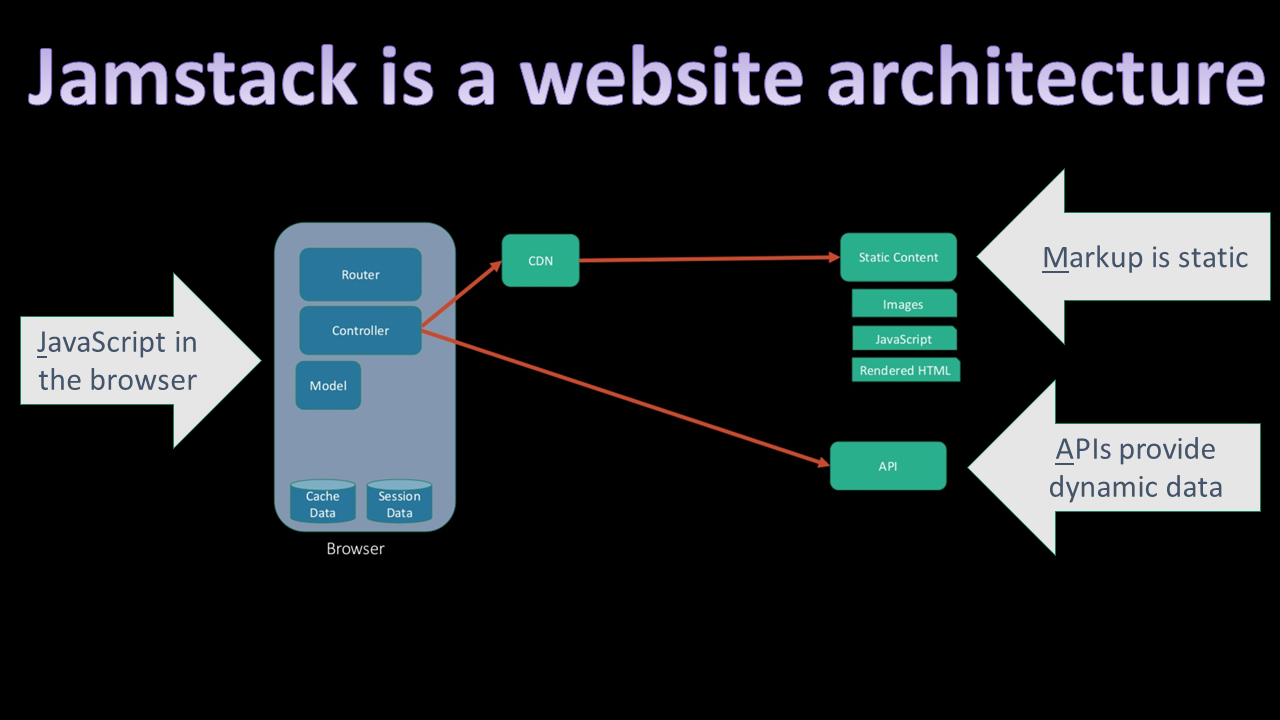 Jamstack is a website architecture
JavaScript in
the browser
Router
Controller
Model
Cache
Data
Session
Data
Browser
CDN
Static Content
Images
JavaScript
Rendered HTML
API
Markup is static
APIs provide
dynamic data